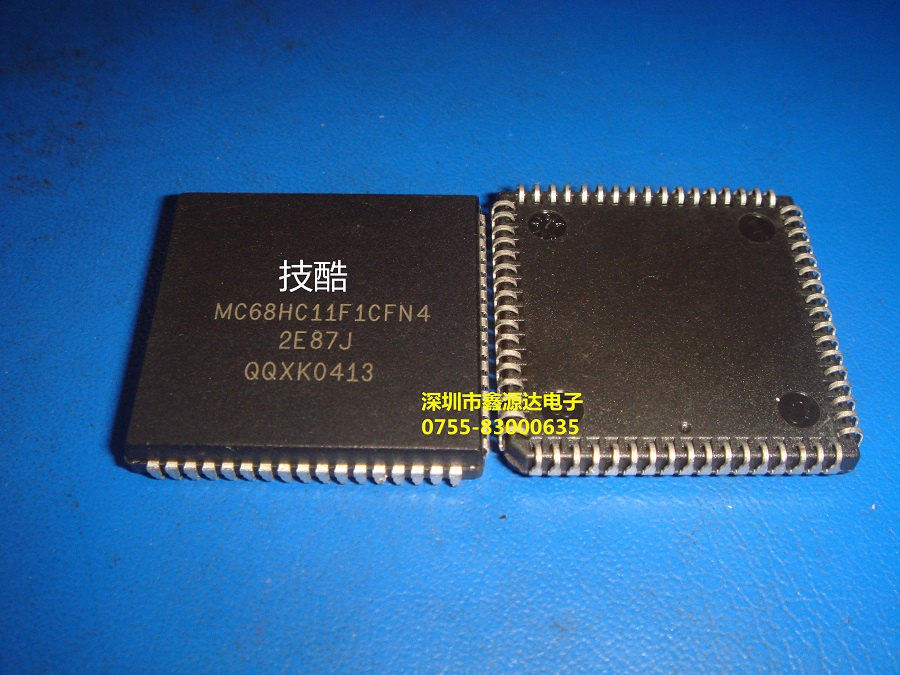 技酷
MC68HC11F1CFN4
2E87J
QQXK0413
深圳市鑫源达电子
0755-83000635